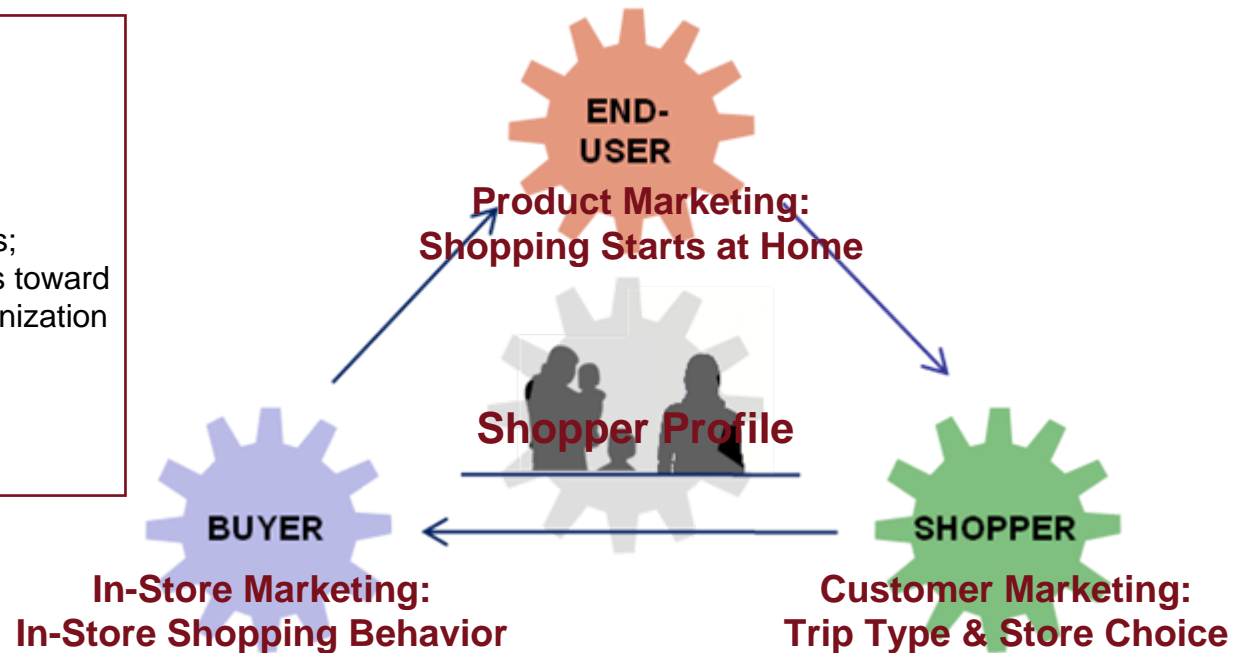 s;
s toward
nization
END-
USER
Product Marketing:
Shopping Starts at Home
Shopper Profile
BUYER
In-Store Marketing:
In-Store Shopping Behavior
SHOPPER
Customer Marketing:
Trip Type & Store Choice